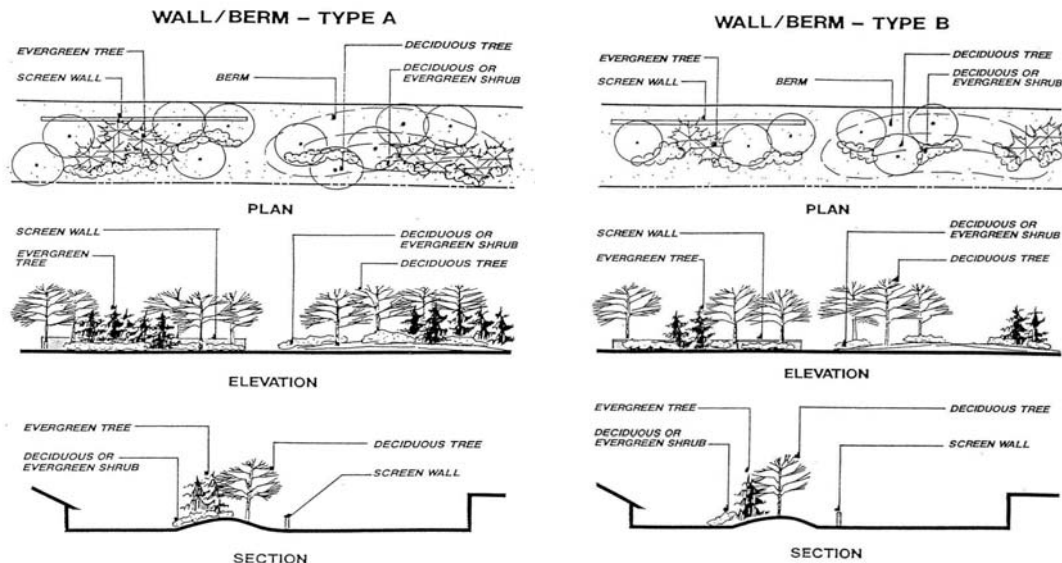 WALL/BERM – TYPE A
EVERGREEN TREE
SCREEN WALL
BERM
DECIDUOUS TREE
DECIDUOUS OR
EVERGREEN SHRUB
PLAN
SCREEN WALL
EVERGREEN
TREE
DECIDUOUS OR
EVERGREEN SHRUB
DECIDUOUS TREE
ELEVATION
EVERGREEN TREE
DECIDUOUS OR
EVERGREEN SHRUB
DECIDUOUS TREE
SCREEN WALL
SECTION
WALL/BERM – TYPE B
EVERGREEN TREE
SCREEN WALL
BERM
DECIDUOUS TREE
DECIDUOUS OR
EVERGREEN SHRUB
PLAN
SCREEN WALL
EVERGREEN TREE
DECIDUOUS OR
EVERGREEN SHRUB
DECIDUOUS TREE
ELEVATION
EVERGREEN TREE
DECIDUOUS OR
EVERGREEN SHRUB
DECIDUOUS TREE
SCREEN WALL
SECTION